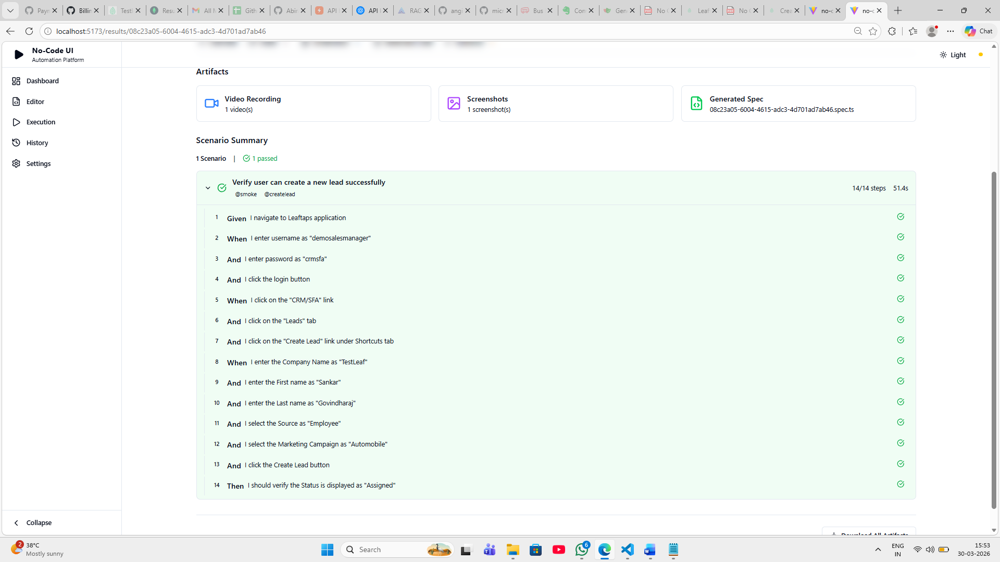 Payn
Billin
Testl
Resu
All M
Gith
Abin
API
API
RAG
ang
micr
Bus
Con
Gen
No
Leaf
No
Crea
no-c
no-c
localhost:5173/results/08c23a05-6004-4615-adc3-4d701ad7ab46
Chat
No-Code UI
Automation Platform
Light
Dashboard
Editor
Execution
History
Settings
Collapse
Artifacts
Video Recording
1 video(s)
Screenshots
1 screenshot(s)
Generated Spec
08c23a05-6004-4615-adc3-4d701ad7ab46.spec.ts
Scenario Summary
1 Scenario | 1 passed
Verify user can create a new lead successfully
@smoke @createlead
14/14 steps 51.4s
1 Given I navigate to Leaftaps application
2 When I enter username as "demosalesmanager"
3 And I enter password as "crmsfa"
4 And I click the login button
5 When I click on the "CRM/SFA" link
6 And I click on the "Leads" tab
7 And I click on the "Create Lead" link under Shortcuts tab
8 When I enter the Company Name as "TestLeaf"
9 And I enter the First name as "Sankar"
10 And I enter the Last name as "Govindharaj"
11 And I select the Source as "Employee"
12 And I select the Marketing Campaign as "Automobile"
13 And I click the Create Lead button
14 Then I should verify the Status is displayed as "Assigned"
Download All Artifacts
2
38°C
Mostly sunny
Search
6
ENG
IN
15:53
30-03-2026